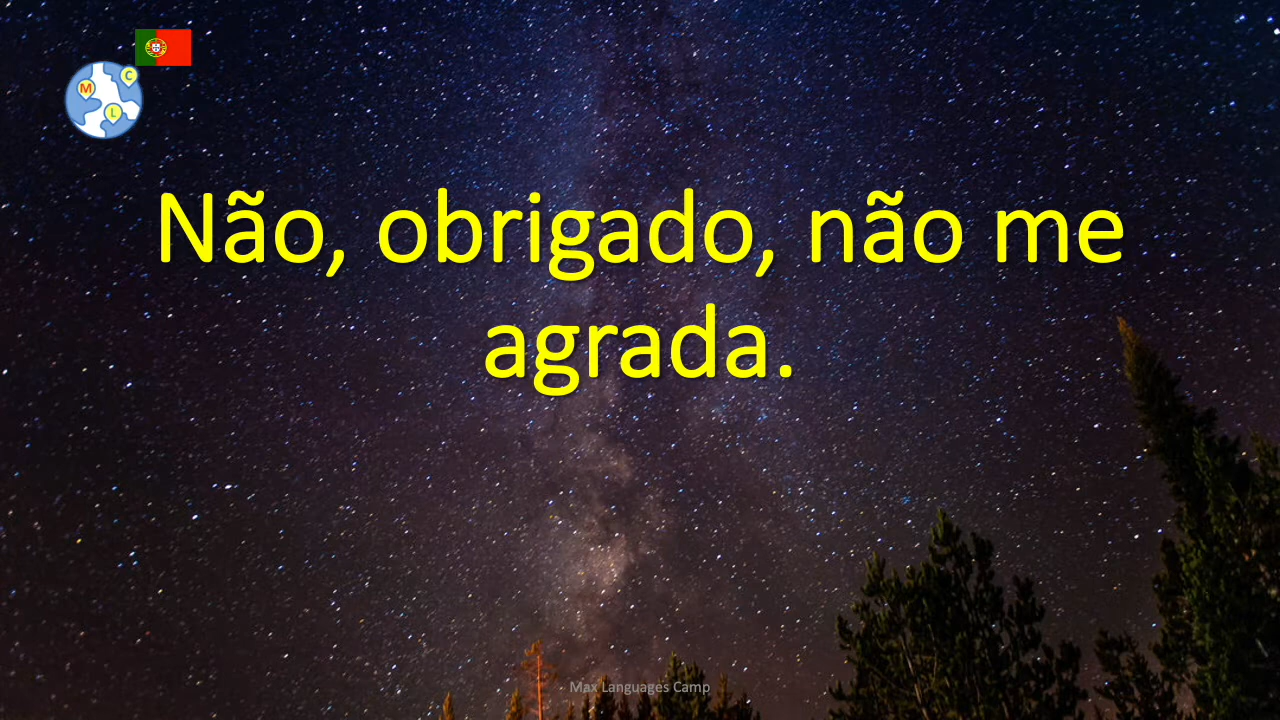 C
M
L
Não, obrigado, não me
agrada.
Max Languages Camp